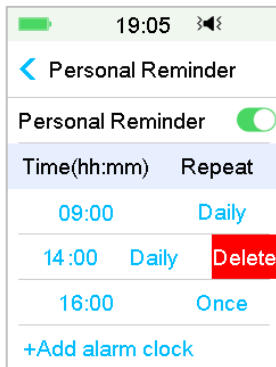 19:05
Personal Reminder
Personal Reminder
Time(hh:mm) Repeat
09:00 Daily
14:00 Daily Delete
16:00 Once
+Add alarm clock